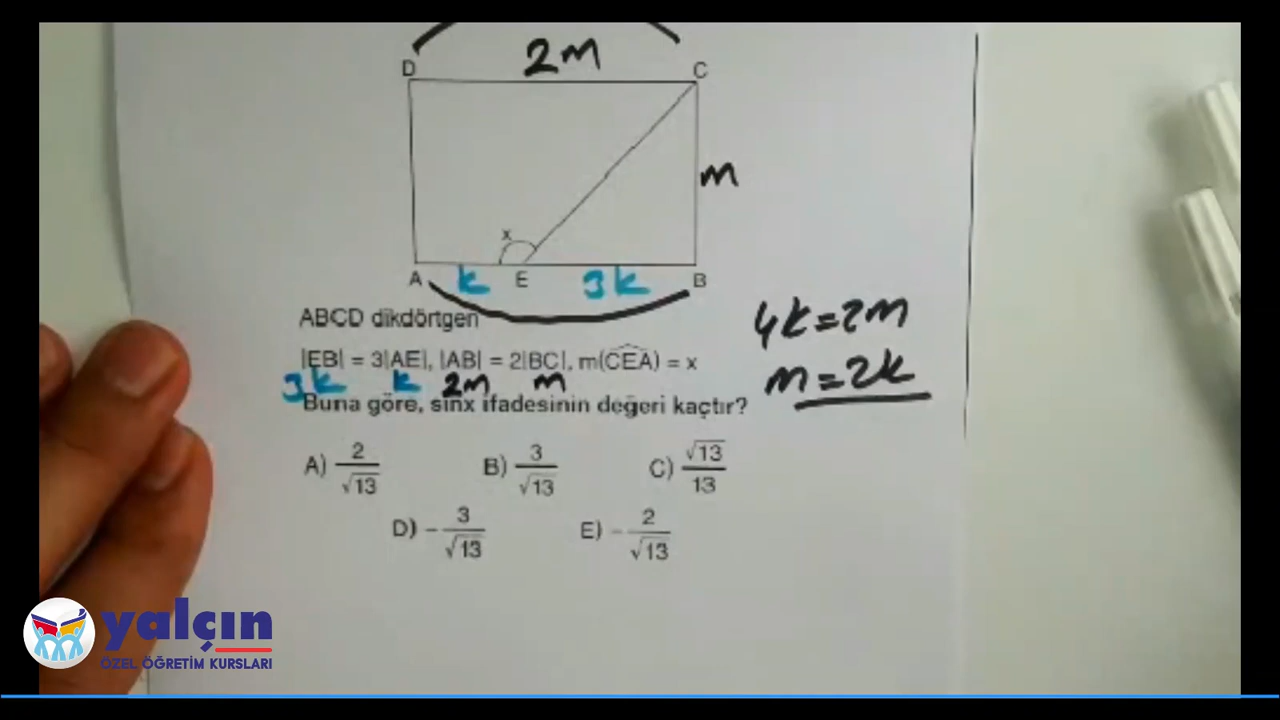 2m
D
C
m
x
A
k
E
3k
B
ABCD dikdörtgen
4k=2m
|EB| = 3|AE|, |AB| = 2|BC|, m(CEA) = x
m=2k
3k k 2m m
Buna göre, sinx ifadesinin değeri kaçtır?
A) 2/√13 B) 3/√13 C) √13/13
D) -3/√13 E) -2/√13
yalçın
ÖZEL ÖĞRETİM KURSLARI